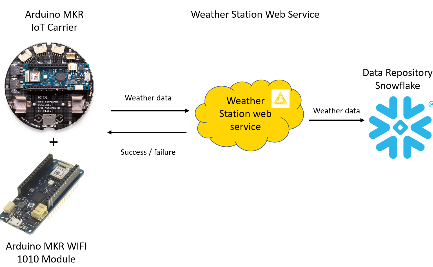 Arduino MKR
IoT Carrier
Weather Station Web Service
Data Repository
Snowflake
Weather data
Weather
Station web
service
Weather data
Success / failure
+
Arduino MKR WIFI
1010 Module